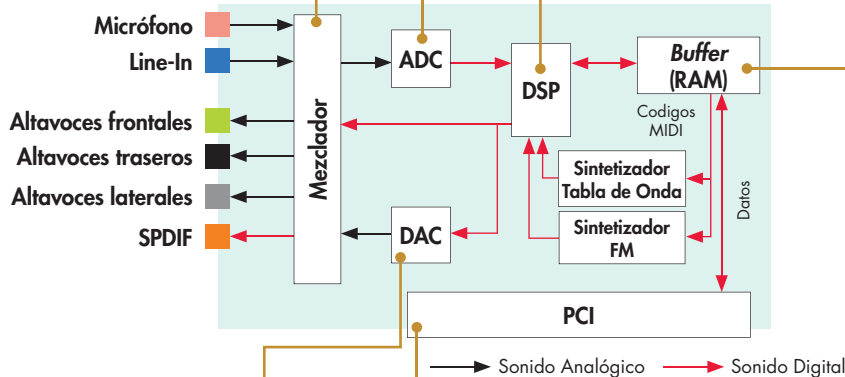 Micrófono
Line-In
Altavoces frontales
Altavoces traseros
Altavoces laterales
SPDIF
Mezclador
ADC
DAC
DSP
Buffer
(RAM)
Codigos
MIDI
Sintetizador
Tabla de Onda
Sintetizador
FM
Datos
PCI
Sonido Analógico
Sonido Digital